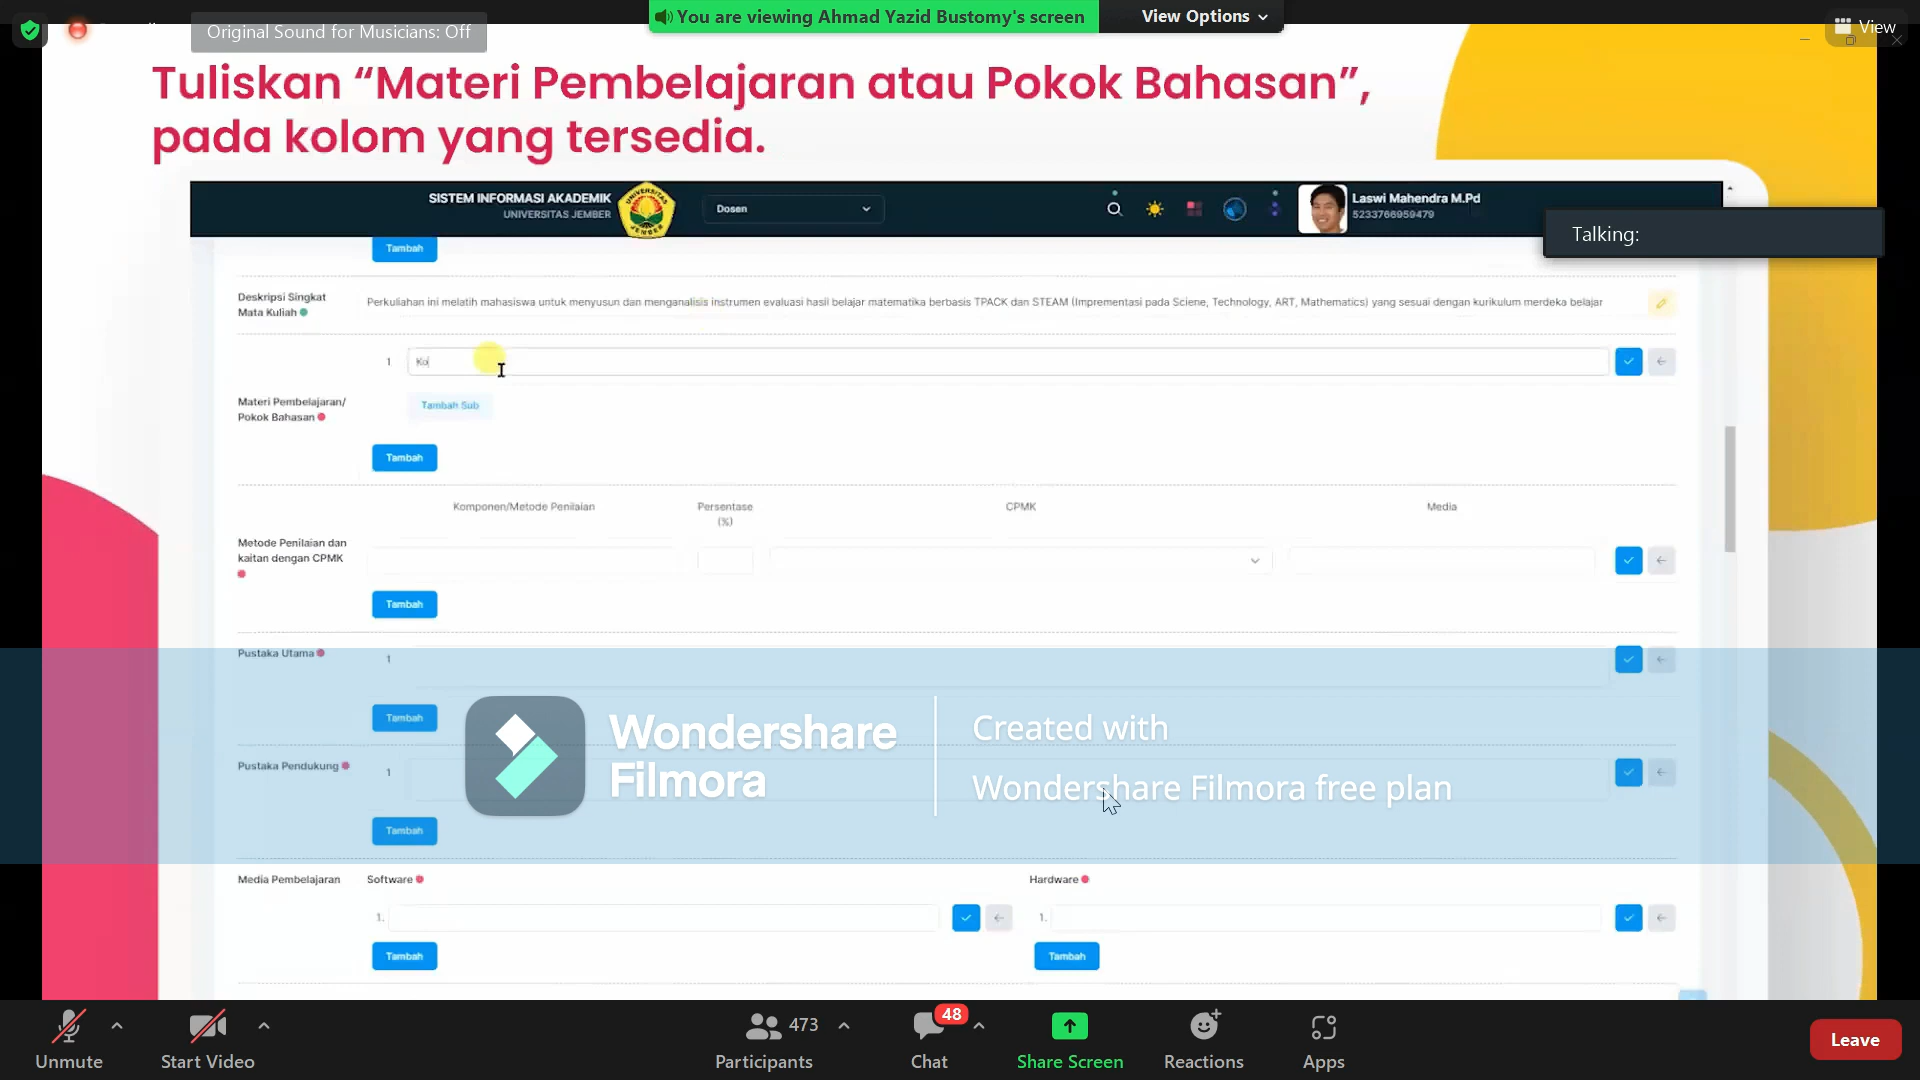 Original Sound for Musicians: Off
You are viewing Ahmad Yazid Bustomy's screen
View Options
View
Tuliskan “Materi Pembelajaran atau Pokok Bahasan”,
pada kolom yang tersedia.
SISTEM INFORMASI AKADEMIK
UNIVERSITAS JEMBER
Dosen
Laswi Mahendra M.Pd
5233766959479
Talking:
Tambah
Deskripsi Singkat
Mata Kuliah
Perkuliahan ini melatih mahasiswa untuk menyusun dan menganalisis instrumen evaluasi hasil belajar matematika berbasis TPACK dan STEAM (Imprementasi pada Sciene, Technology, ART, Mathematics) yang sesuai dengan kurikulum merdeka belajar
1 Ko
Materi Pembelajaran/
Pokok Bahasan
Tambah Sub
Tambah
Komponen/Metode Penilaian Persentase (%) CPMK Media
Metode Penilaian dan
kaitan dengan CPMK
Tambah
Pustaka Utama 1
Tambah
Pustaka Pendukung 1
Tambah
Wondershare
Filmora
Created with
Wondershare Filmora free plan
Media Pembelajaran Software Hardware
1. 1.
Tambah Tambah
Unmute
Start Video
473
Participants
48
Chat
Share Screen
Reactions
Apps
Leave